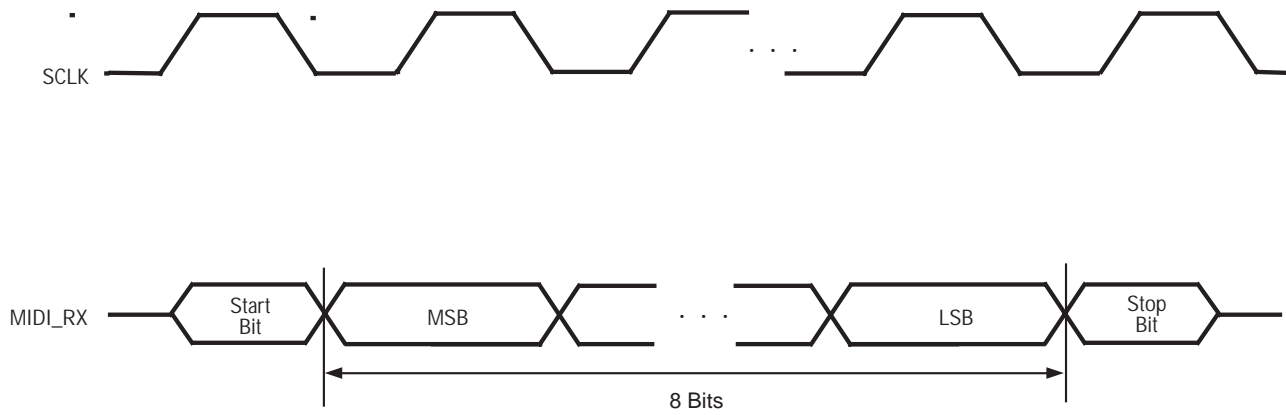 SCLK
. . .
MIDI_RX
Start
Bit
MSB
. . .
LSB
Stop
Bit
8 Bits